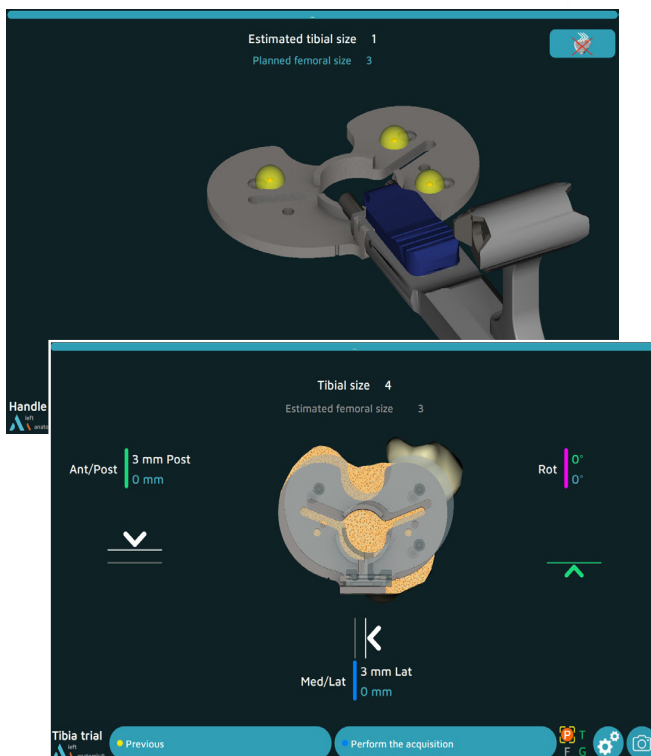 Estimated tibial size 1
Planned femoral size 3
Handle
left
Tibial size 4
Estimated femoral size 3
Ant/Post
3 mm Post
0 mm
Rot
0°
0°
Med/Lat
3 mm Lat
0 mm
Tibia trial
left
Previous
Perform the acquisition
P T
F G